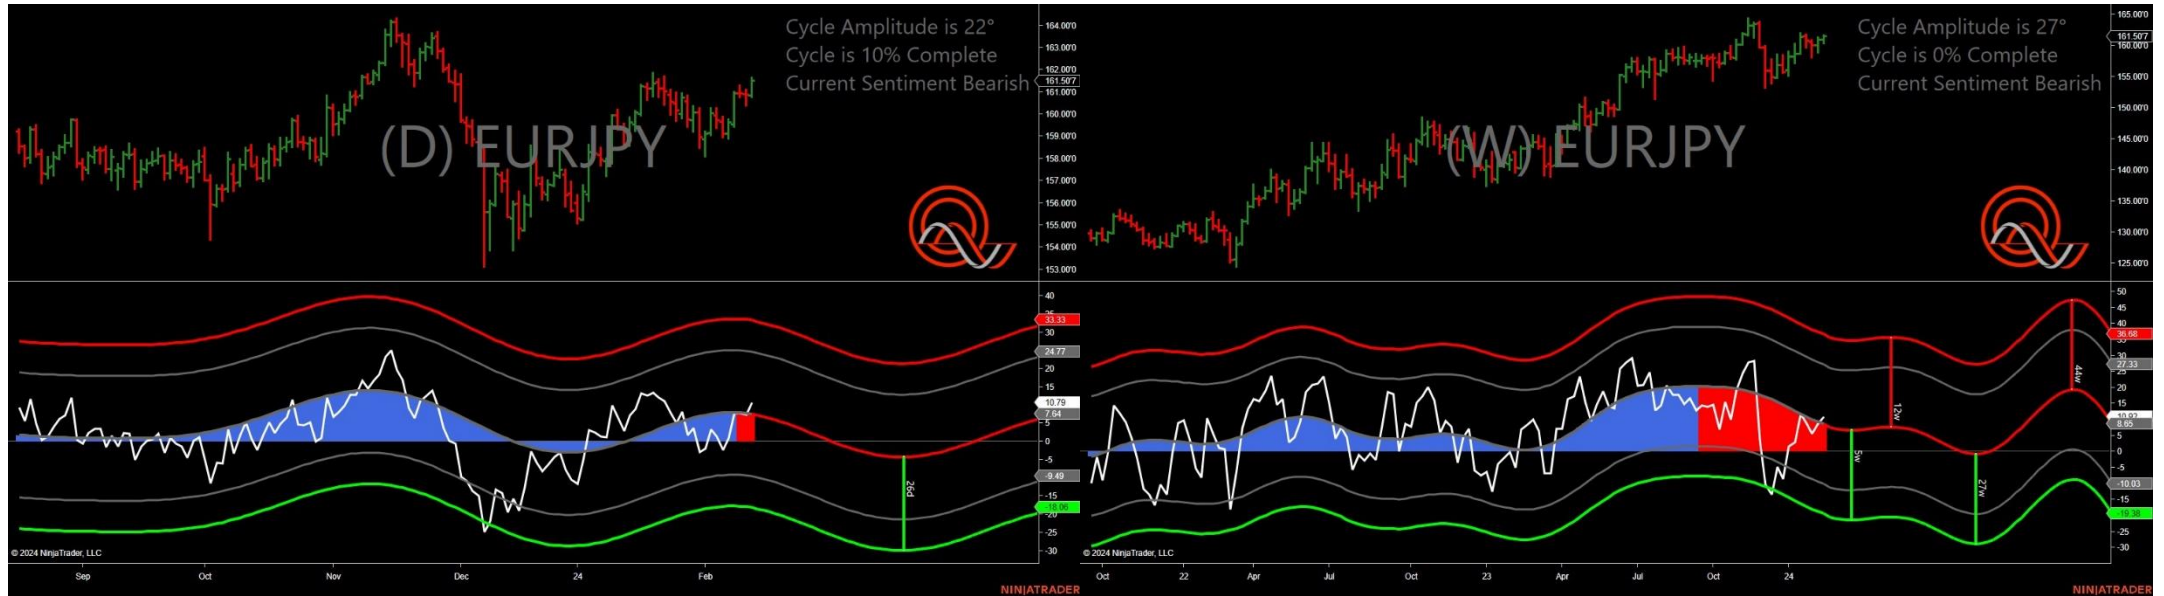 Cycle Amplitude is 22°
Cycle is 10% Complete
Current Sentiment Bearish
(D) EURJPY
164.00'0
163.00'0
162.00'0
161.50'7
161.00'0
160.00'0
159.00'0
158.00'0
157.00'0
156.00'0
155.00'0
154.00'0
153.00'0
40
33.33
30
24.77
20
15
10.79
7.64
5
0
-5
-9.49
-15
-18.06
-20
-25
-30
26d
© 2024 NinjaTrader, LLC
Sep
Oct
Nov
Dec
24
Feb
NINJATRADER
Cycle Amplitude is 27°
Cycle is 0% Complete
Current Sentiment Bearish
(W) EURJPY
165.00'0
161.50'7
160.00'0
155.00'0
150.00'0
145.00'0
140.00'0
135.00'0
130.00'0
125.00'0
50
45
40
36.68
27.33
25
20
15
8.65
5
0
-5
-10.03
-15
-19.38
-25
-30
12w
44w
5w
27w
© 2024 NinjaTrader, LLC
Oct
22
Apr
Jul
Oct
23
Apr
Jul
Oct
24
NINJATRADER